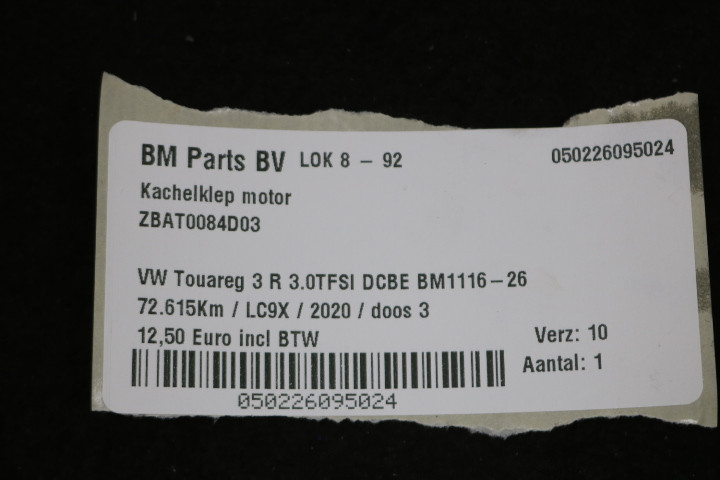 BM Parts BV LOK 8 - 92 050226095024
Kachelklep motor
ZBAT0084D03
VW Touareg 3 R 3.0TFSI DCBE BM1116-26
72.615Km / LC9X / 2020 / doos 3
12,50 Euro incl BTW Verz: 10
Aantal: 1
050226095024